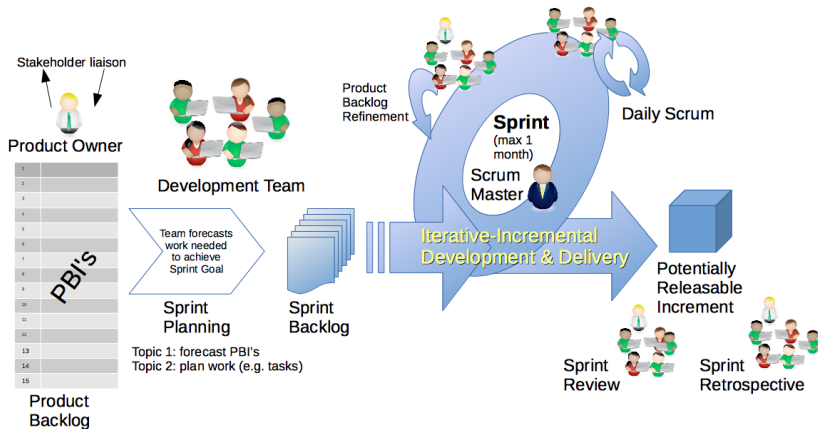 Stakeholder liaison
Product Owner
1
2
3
4
5
6
7
8
9
10
11
12
13
14
15
PBI's
Product
Backlog
Development Team
Team forecasts
work needed
to achieve
Sprint Goal
Sprint
Planning
Topic 1: forecast PBI's
Topic 2: plan work (e.g. tasks)
Sprint
Backlog
Product
Backlog
Refinement
Sprint
(max 1
month)
Scrum
Master
Daily Scrum
Iterative-Incremental
Development & Delivery
Potentially
Releasable
Increment
Sprint
Review
Sprint
Retrospective